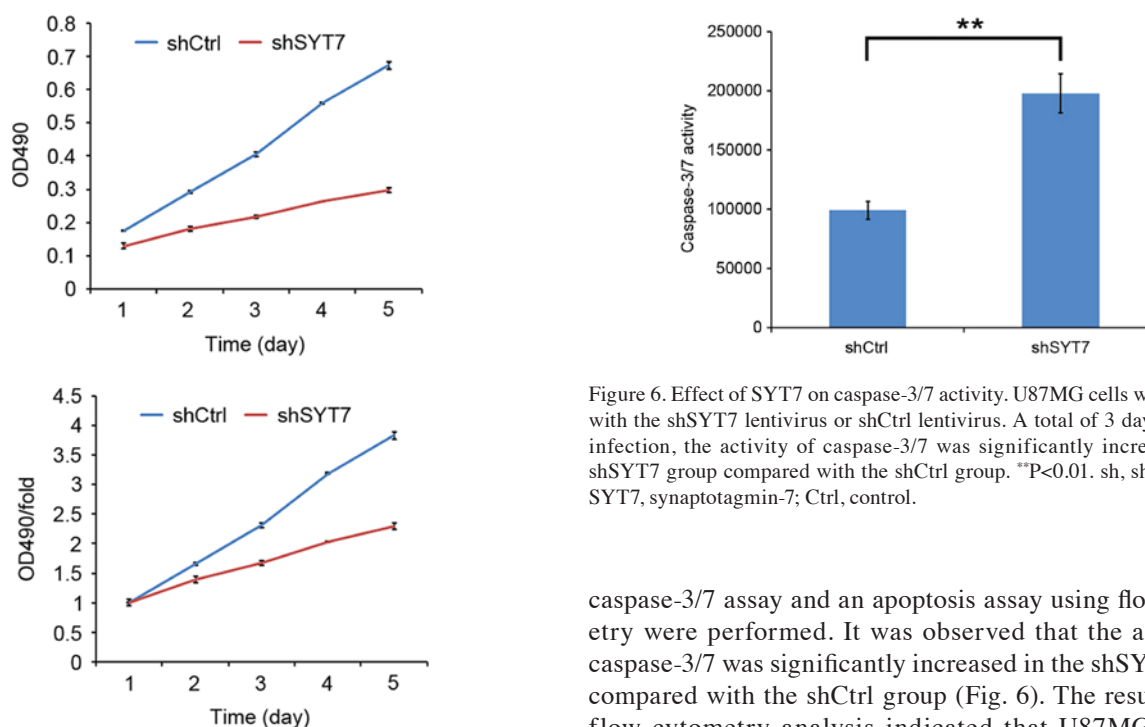 0.8
0.7
0.6
0.5
0.4
0.3
0.2
0.1
0
OD490
shCtrl
shSYT7
1 2 3 4 5
Time (day)
4.5
4
3.5
3
2.5
2
1.5
1
0.5
0
OD490/fold
shCtrl
shSYT7
1 2 3 4 5
Time (day)
**
250000
200000
150000
100000
50000
0
Caspase-3/7 activity
shCtrl shSYT7
Figure 6. Effect of SYT7 on caspase-3/7 activity. U87MG cells w
with the shSYT7 lentivirus or shCtrl lentivirus. A total of 3 day
infection, the activity of caspase-3/7 was significantly incre
shSYT7 group compared with the shCtrl group. **P<0.01. sh, sh
SYT7, synaptotagmin-7; Ctrl, control.
caspase-3/7 assay and an apoptosis assay using flo
etry were performed. It was observed that the a
caspase-3/7 was significantly increased in the shSY
compared with the shCtrl group (Fig. 6). The resu
flow cytometry analysis indicated that U87MG